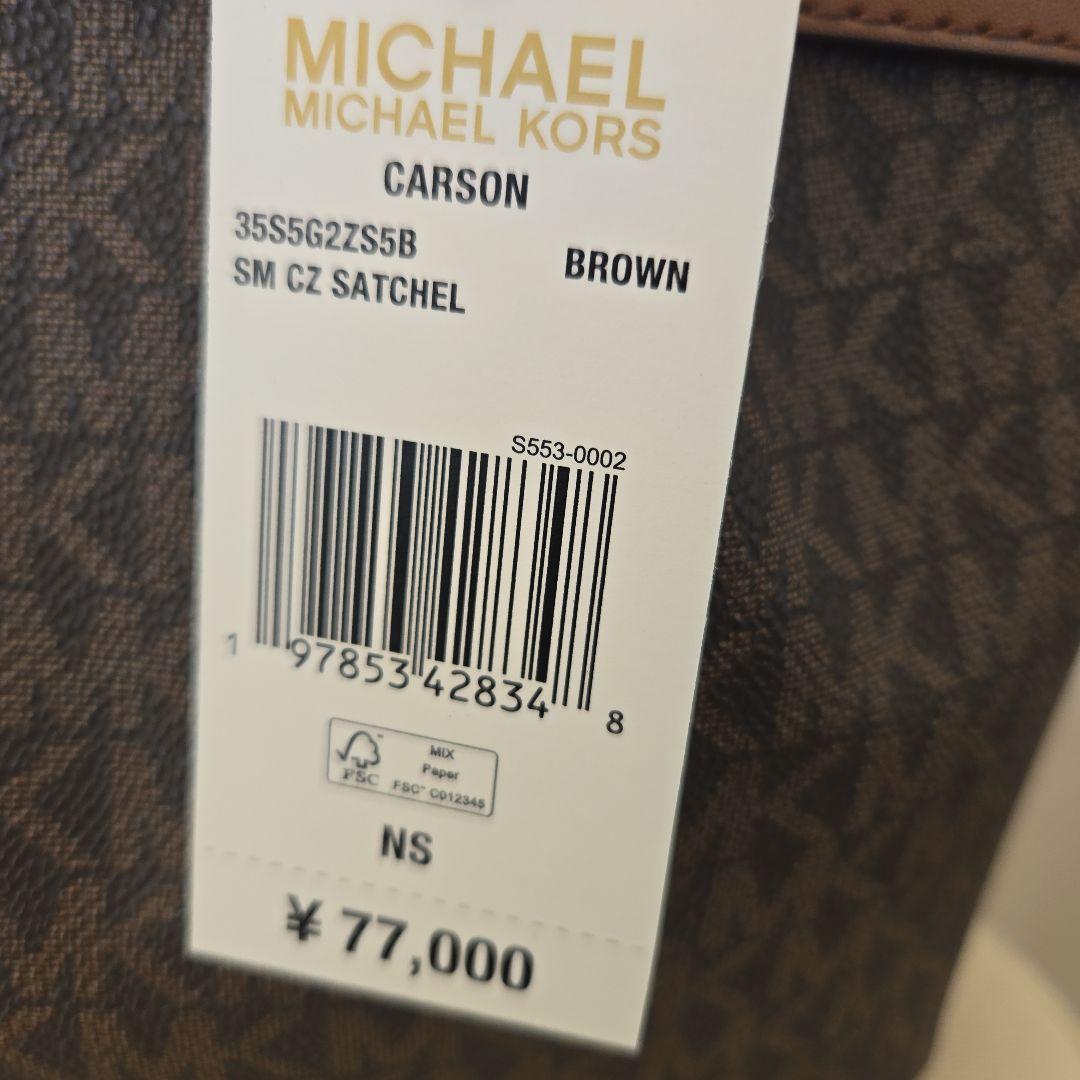 MICHAEL
MICHAEL KORS
CARSON
35S5G2ZS5B
SM CZ SATCHEL
BROWN
S553-0002
1 97853 42834 8
FSC
MIX
Paper
FSC™ C012345
NS
¥ 77,000